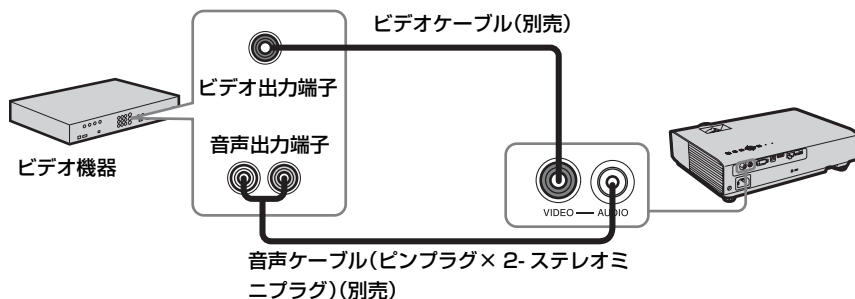 ビデオケーブル(別売)
ビデオ出力端子
音声出力端子
ビデオ機器
VIDEO AUDIO
音声ケーブル(ピンプラグ× 2- ステレオミ
ニプラグ)(別売)